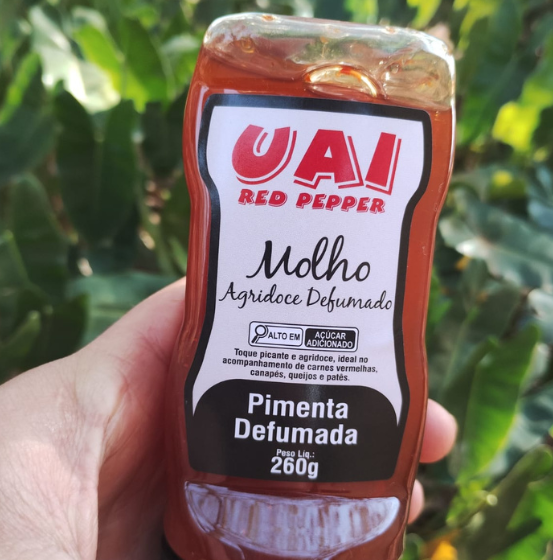 UAI
RED PEPPER
Molho
Agridoce Defumado
ALTO EM AÇÚCAR
ADICIONADO
Toque picante e agridoce, ideal no
acompanhamento de carnes vermelhas,
canapés, queijos e patês.
Pimenta
Defumada
Peso Líq.:
260g